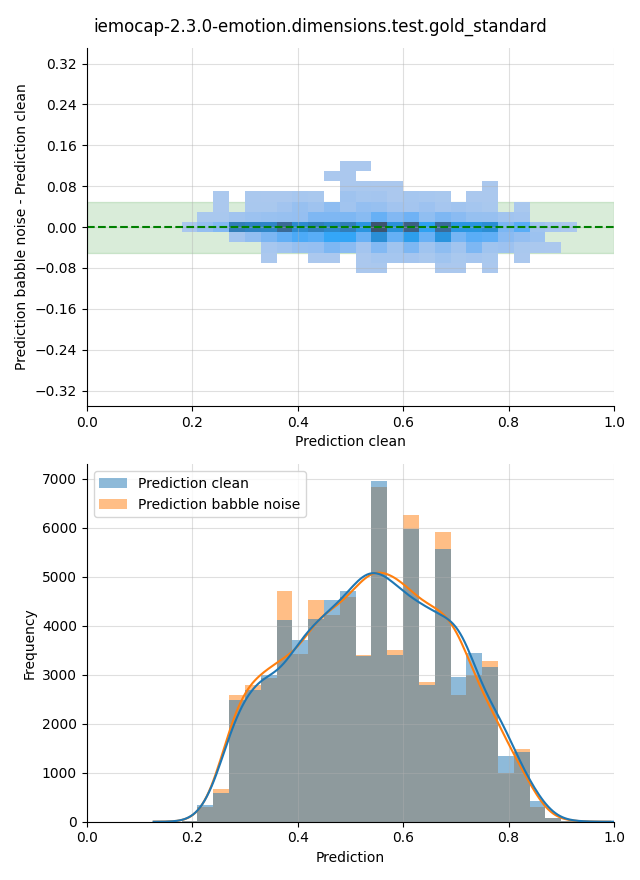 iemocap-2.3.0-emotion.dimensions.test.gold_standard
Prediction babble noise - Prediction clean
0.32
0.24
0.16
0.08
0.00
−0.08
−0.16
−0.24
−0.32
0.0 0.2 0.4 0.6 0.8 1.0
Prediction clean
Frequency
7000
6000
5000
4000
3000
2000
1000
0
Prediction clean
Prediction babble noise
0.0 0.2 0.4 0.6 0.8 1.0
Prediction